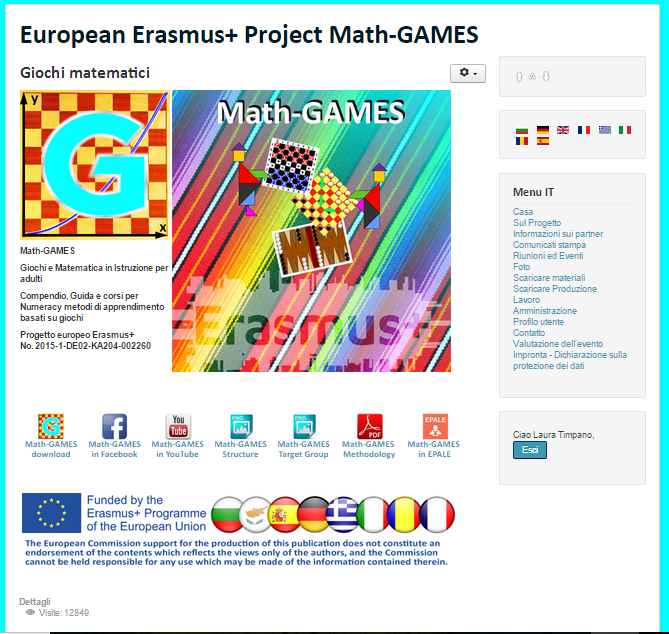 European Erasmus+ Project Math-GAMES
Giochi matematici
y
G
x
Math-GAMES
Erasmus+
Math-GAMES
Giochi e Matematica in Istruzione per
adulti
Compendio, Guida e corsi per
Numeracy metodi di apprendimento
basati su giochi
Progetto europeo Erasmus+
No. 2015-1-DE02-KA204-002260
A
Menu IT
Casa
Sul Progetto
Informazioni sui partner
Comunicati stampa
Riunioni ed Eventi
Foto
Scaricare materiali
Scaricare Produzione
Lavoro
Amministrazione
Profilo utente
Contatto
Valutazione dell'evento
Impronta - Dichiarazione sulla
protezione dei dati
Ciao Laura Timpano,
Esci
Math-GAMES
download
Math-GAMES
in Facebook
You
Tube
Math-GAMES
in YouTube
PNG
Math-GAMES
Structure
PNG
Math-GAMES
Target Group
PDF
Math-GAMES
Methodology
EPALE
Math-GAMES
in EPALE
Funded by the
Erasmus+ Programme
of the European Union
The European Commission support for the production of this publication does not constitute an
endorsement of the contents which reflects the views only of the authors, and the Commission
cannot be held responsible for any use which may be made of the information contained therein.
Dettagli
Visite: 12849